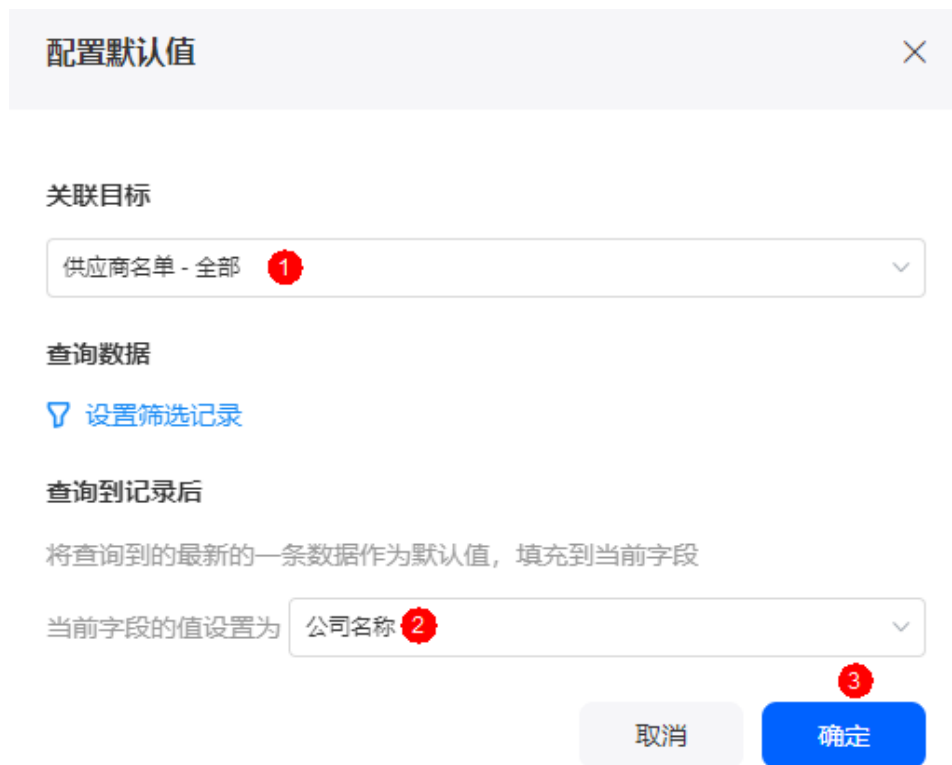 配置默认值
关联目标
供应商名单 - 全部 1
查询数据
设置筛选记录
查询到记录后
将查询到的最新的一条数据作为默认值，填充到当前字段
当前字段的值设置为 公司名称 2
3
取消 确定